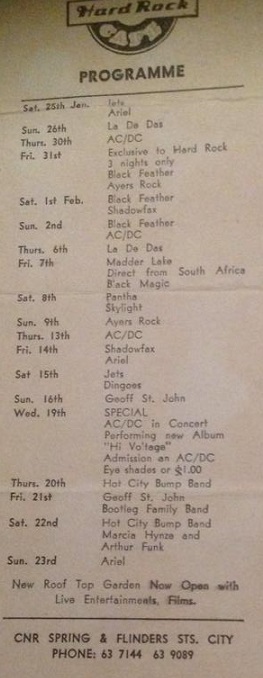 Hard Rock
CAFE
PROGRAMME
Sat. 25th Jan. Jets
Ariel
Sun. 26th La De Das
Thurs. 30th AC/DC
Fri. 31st Exclusive to Hard Rock
3 nights only
Black Feather
Ayers Rock
Sat. 1st Feb. Black Feather
Shadowfax
Sun. 2nd Black Feather
AC/DC
Thurs. 6th La De Das
Fri. 7th Madder Lake
Direct from South Africa
Black Magic
Sat. 8th Pantha
Skylight
Sun. 9th Ayers Rock
Thurs. 13th AC/DC
Fri. 14th Shadowfax
Ariel
Sat 15th Jets
Dingoes
Sun. 16th Geoff St. John
Wed. 19th SPECIAL
AC/DC in Concert
Performing new Album
"Hi Voltage"
Admission an AC/DC
Eye shades or $1.00
Thurs. 20th Hot City Bump Band
Fri. 21st Geoff St. John
Bootleg Family Band
Sat. 22nd Hot City Bump Band
Marcia Hynze and
Arthur Funk
Sun. 23rd Ariel
New Roof Top Garden Now Open with
Live Entertainments, Films.
CNR SPRING & FLINDERS STS. CITY
PHONE: 63 7144 63 9089